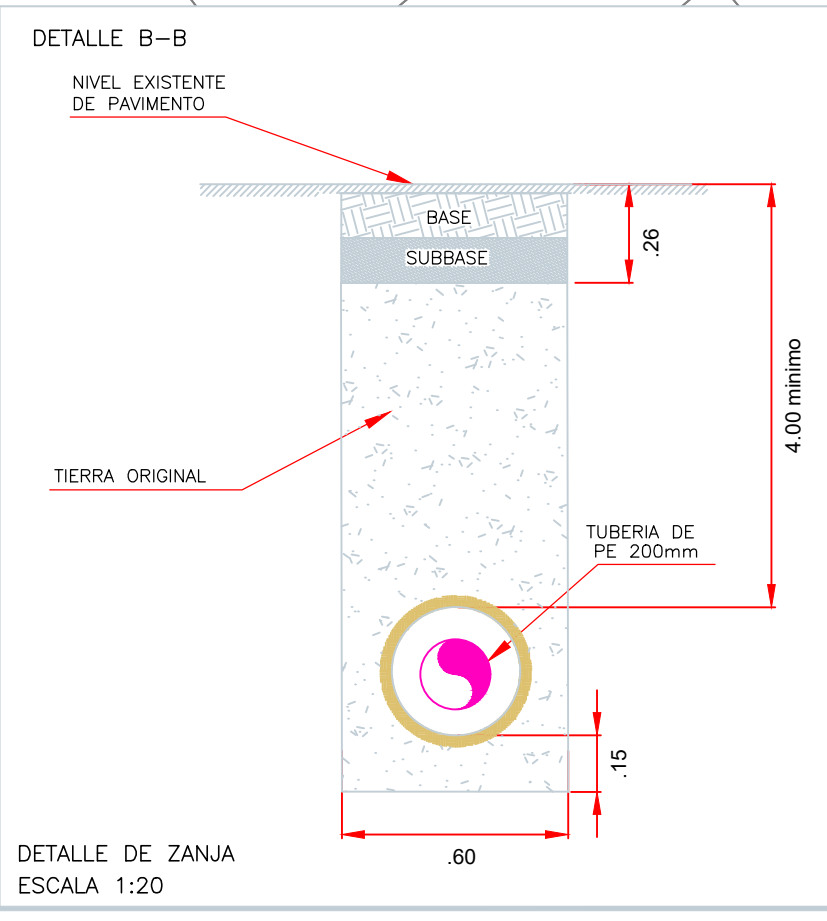 DETALLE B-B
NIVEL EXISTENTE
DE PAVIMENTO
BASE
SUBBASE
.26
4.00 minimo
TIERRA ORIGINAL
TUBERIA DE
PE 200mm
.15
.60
DETALLE DE ZANJA
ESCALA 1:20